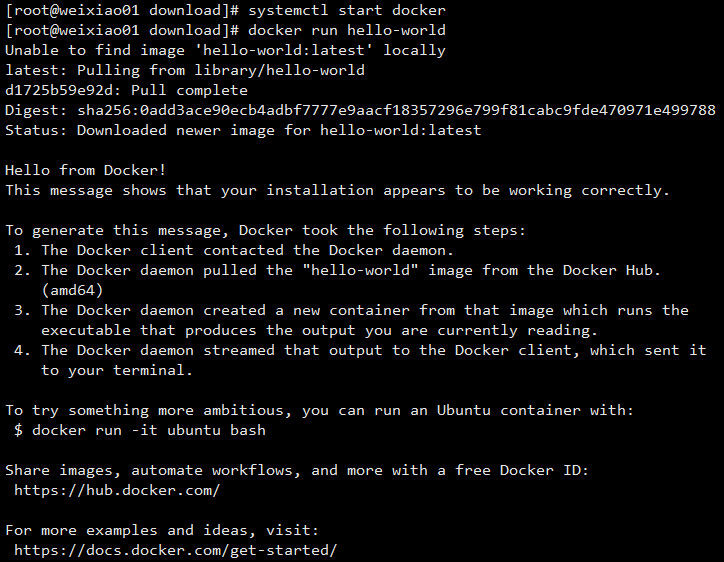 [root@weixiao01 download]# systemctl start docker
[root@weixiao01 download]# docker run hello-world
Unable to find image 'hello-world:latest' locally
latest: Pulling from library/hello-world
d1725b59e92d: Pull complete
Digest: sha256:0add3ace90ecb4adbf7777e9aacf18357296e799f81cabc9fde470971e499788
Status: Downloaded newer image for hello-world:latest

Hello from Docker!
This message shows that your installation appears to be working correctly.

To generate this message, Docker took the following steps:
 1. The Docker client contacted the Docker daemon.
 2. The Docker daemon pulled the "hello-world" image from the Docker Hub.
    (amd64)
 3. The Docker daemon created a new container from that image which runs the
    executable that produces the output you are currently reading.
 4. The Docker daemon streamed that output to the Docker client, which sent it
    to your terminal.

To try something more ambitious, you can run an Ubuntu container with:
 $ docker run -it ubuntu bash

Share images, automate workflows, and more with a free Docker ID:
 https://hub.docker.com/

For more examples and ideas, visit:
 https://docs.docker.com/get-started/